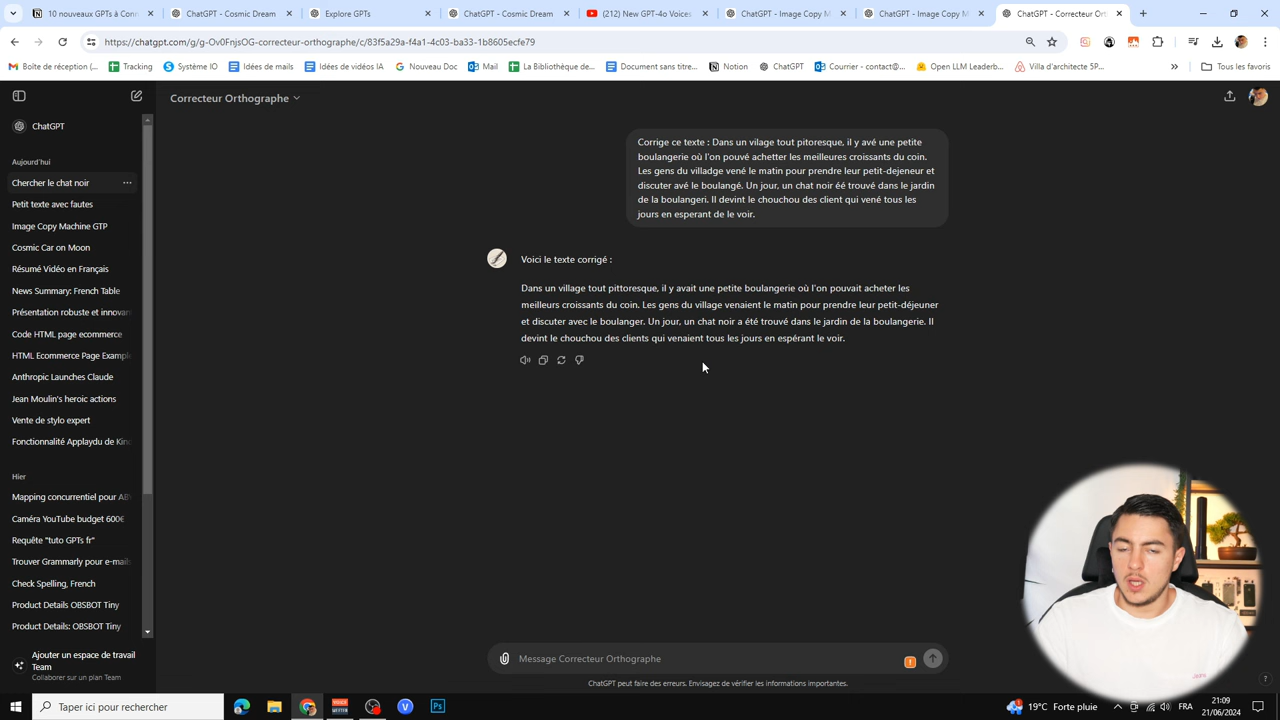 10 nouveaux GPTs à Conn
ChatGPT - Cosmic Dream
Explore GPTs
ChatGPT - Cosmic Dream
(212) New GPT-4o Voices
ChatGPT - Image Copy M
ChatGPT - Image Copy M
ChatGPT - Correcteur Ort
https://chatgpt.com/g/g-Ov0FnjsOG-correcteur-orthographe/c/83f5a29a-f4a1-4c03-ba33-1b8605ecfe79
Boîte de réception (...
Tracking
Système IO
Idées de mails
Idées de vidéos IA
Nouveau Doc
Mail
La Bibliothèque de...
Document sans titre...
Notion
ChatGPT
Courrier - contact@...
Open LLM Leaderb...
Villa d'architecte 5P...
Tous les favoris
Correcteur Orthographe
ChatGPT
Aujourd'hui
Chercher le chat noir
Petit texte avec fautes
Image Copy Machine GTP
Cosmic Car on Moon
Résumé Vidéo en Français
News Summary: French Table
Présentation robuste et innovan
Code HTML page ecommerce
HTML Ecommerce Page Exampl
Anthropic Launches Claude
Jean Moulin's heroic actions
Vente de stylo expert
Fonctionalité Applaydu de Kin
Hier
Mapping concurrentiel pour AB
Caméra YouTube budget 600€
Requête "tuto GPTs fr"
Trouver Grammarly pour e-mails
Check Spelling, French
Product Details OBSBOT Tiny
Product Details: OBSBOT Tiny
Ajouter un espace de travail
Team
Collaborer sur un plan Team
Corrige ce texte : Dans un vilage tout pitoresque, il y avé une petite
boulangerie où l'on pouvé achetter les meilleures croissants du coin.
Les gens du villadge vené le matin pour prendre leur petit-dejeneur et
discuter avé le boulangé. Un jour, un chat noir éé trouvé dans le jardin
de la boulangeri. Il devint le chouchou des client qui vené tous les
jours en esperant de le voir.
Voici le texte corrigé :
Dans un village tout pittoresque, il y avait une petite boulangerie où l'on pouvait acheter les
meilleurs croissants du coin. Les gens du village venaient le matin pour prendre leur petit-déjeuner
et discuter avec le boulanger. Un jour, un chat noir a été trouvé dans le jardin de la boulangerie. Il
devint le chouchou des clients qui venaient tous les jours en espérant le voir.
Message Correcteur Orthographe
ChatGPT peut faire des erreurs. Envisagez de vérifier les informations importantes.
Taper ici pour rechercher
19°C Forte pluie
FRA
21:09
21/06/2024